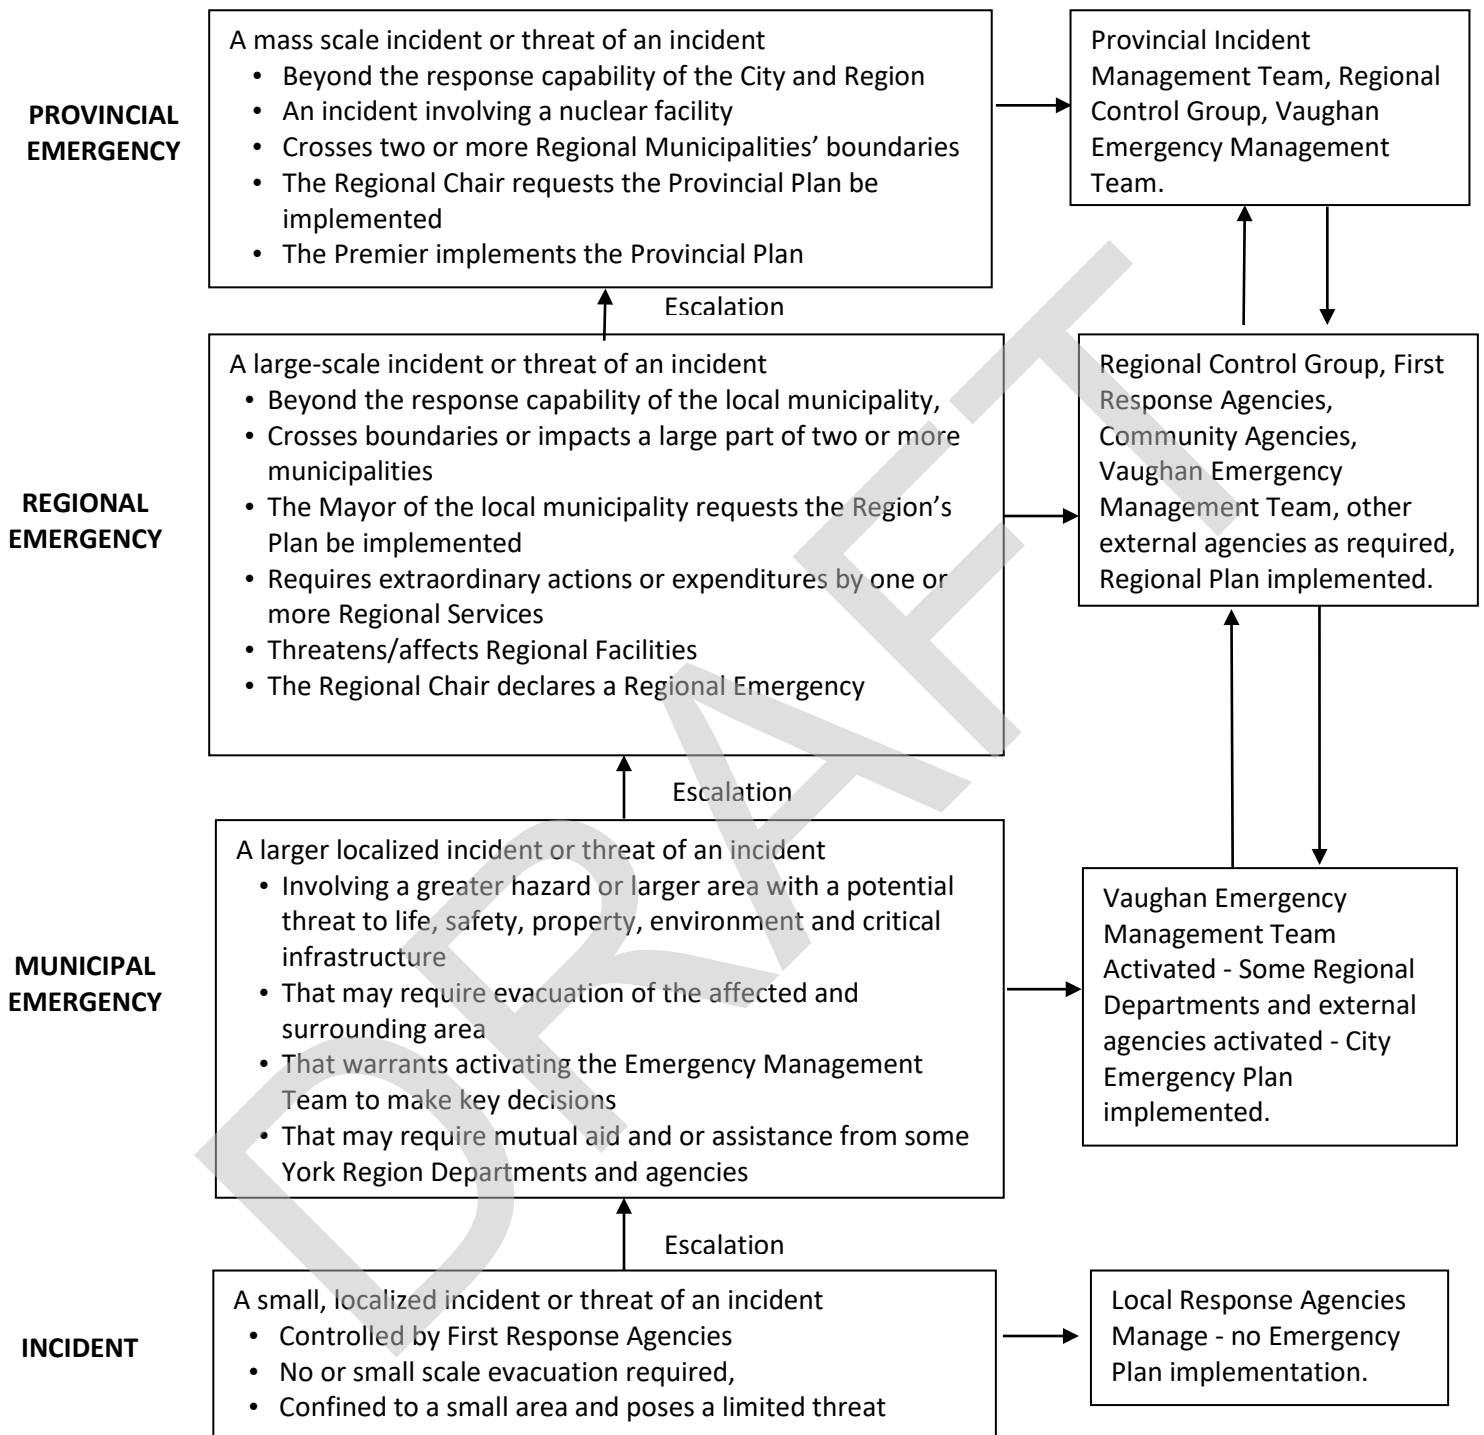 A mass scale incident or threat of an incident
• Beyond the response capability of the City and Region
• An incident involving a nuclear facility
• Crosses two or more Regional Municipalities’ boundaries
• The Regional Chair requests the Provincial Plan be
implemented
• The Premier implements the Provincial Plan
PROVINCIAL
EMERGENCY
Provincial Incident
Management Team, Regional
Control Group, Vaughan
Emergency Management
Team.
Escalation
A large-scale incident or threat of an incident
• Beyond the response capability of the local municipality,
• Crosses boundaries or impacts a large part of two or more
municipalities
• The Mayor of the local municipality requests the Region’s
Plan be implemented
• Requires extraordinary actions or expenditures by one or
more Regional Services
• Threatens/affects Regional Facilities
• The Regional Chair declares a Regional Emergency
REGIONAL
EMERGENCY
Regional Control Group, First
Response Agencies,
Community Agencies,
Vaughan Emergency
Management Team, other
external agencies as required,
Regional Plan implemented.
Escalation
A larger localized incident or threat of an incident
• Involving a greater hazard or larger area with a potential
threat to life, safety, property, environment and critical
infrastructure
• That may require evacuation of the affected and
surrounding area
• That warrants activating the Emergency Management
Team to make key decisions
• That may require mutual aid and or assistance from some
York Region Departments and agencies
MUNICIPAL
EMERGENCY
Vaughan Emergency
Management Team
Activated - Some Regional
Departments and external
agencies activated - City
Emergency Plan
implemented.
Escalation
A small, localized incident or threat of an incident
• Controlled by First Response Agencies
• No or small scale evacuation required,
• Confined to a small area and poses a limited threat
INCIDENT
Local Response Agencies
Manage - no Emergency
Plan implementation.
DRAFT